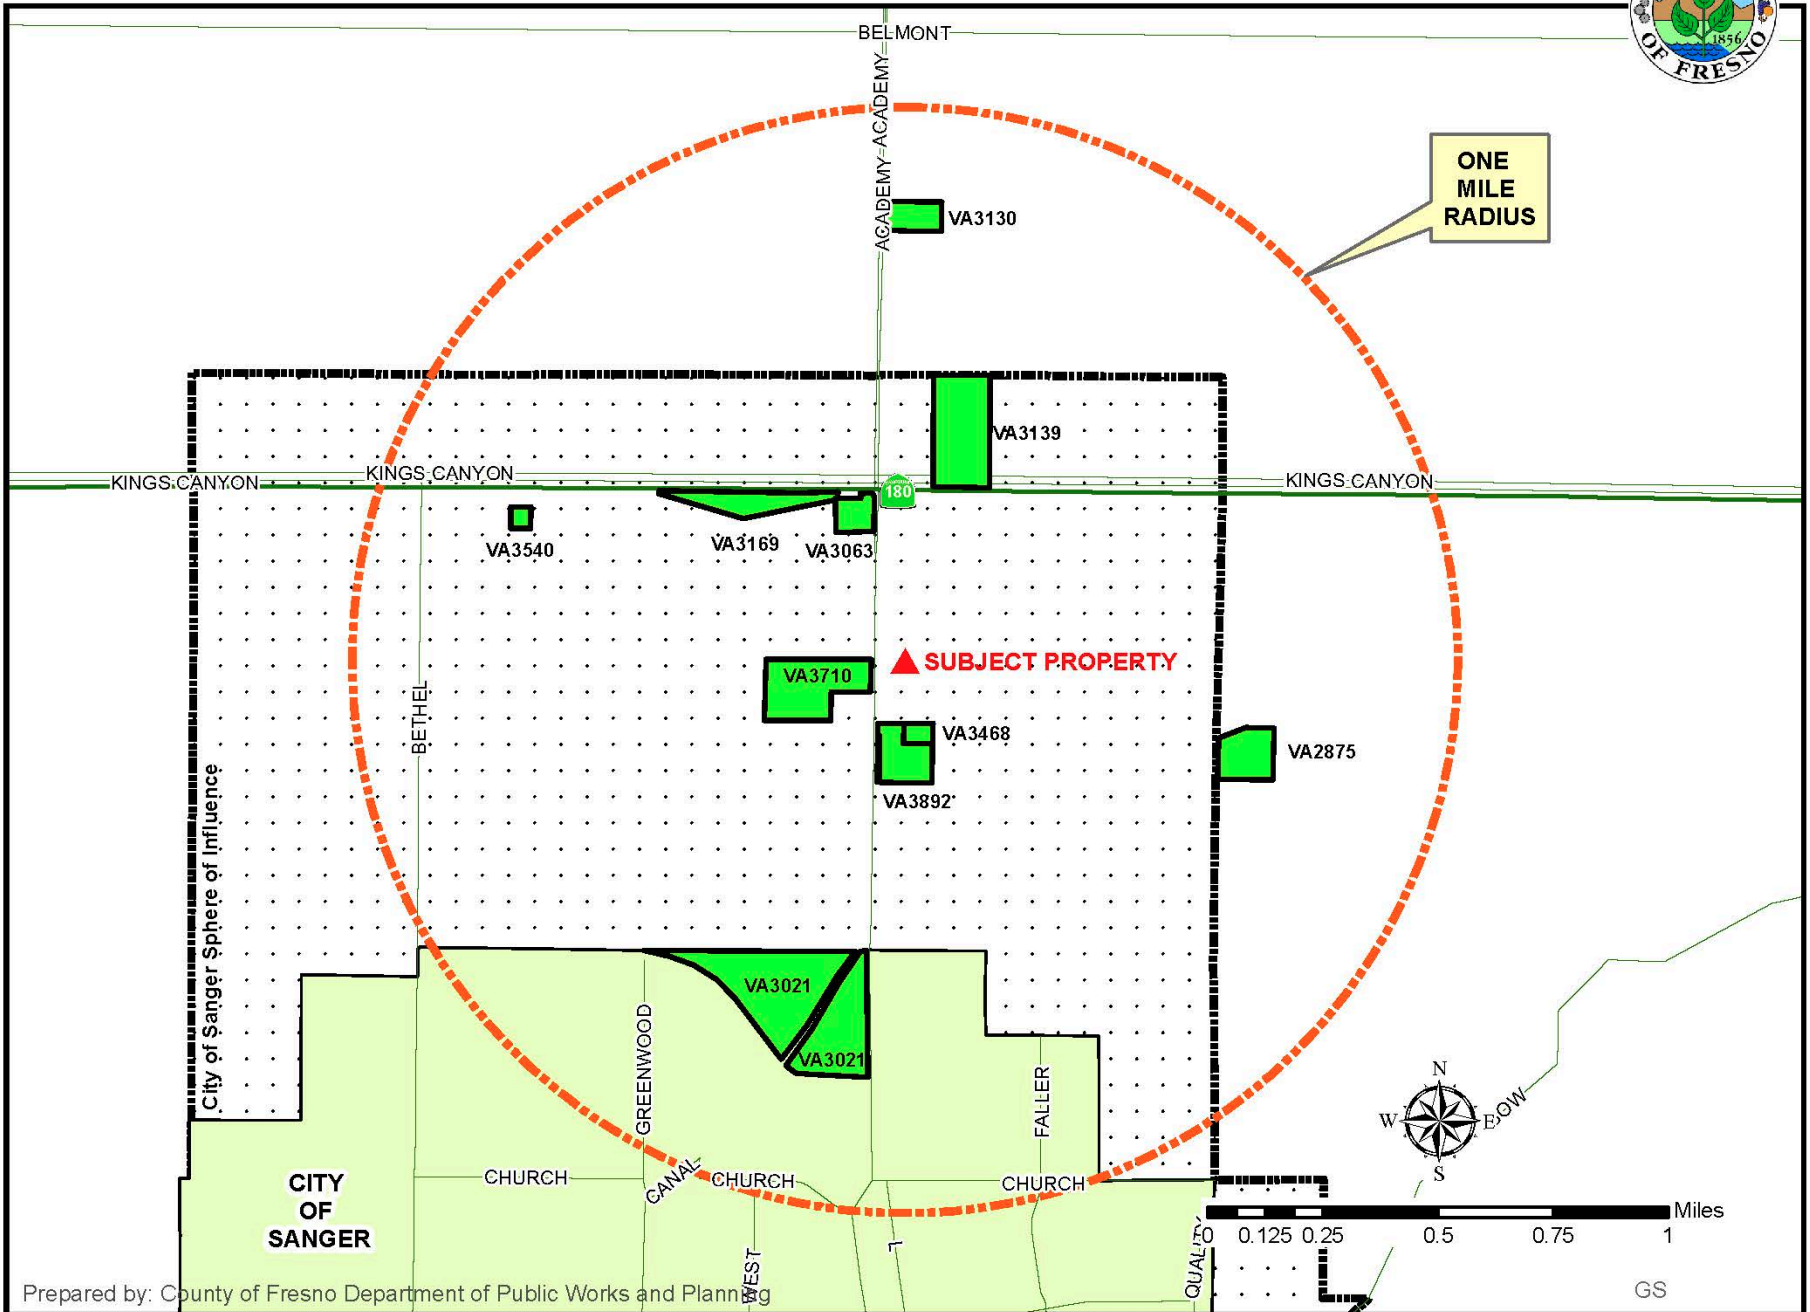 BELMONT
1856
OF FRESNO
ACADEMY
ACADEMY
ONE
MILE
RADIUS
VA3130
VA3139
KINGS CANYON
KINGS CANYON
KINGS CANYON
180
VA3540
VA3169
VA3063
SUBJECT PROPERTY
VA3710
BETHEL
VA3468
VA2875
VA3892
City of Sanger Sphere of Influence
VA3021
VA3021
GREENWOOD
FALLER
N
W
E
S
CHURCH
CANAL
CHURCH
CHURCH
CITY
OF
SANGER
Miles
0 0.125 0.25 0.5 0.75 1
WEST
L
QUALITY
Prepared by: County of Fresno Department of Public Works and Planning
GS